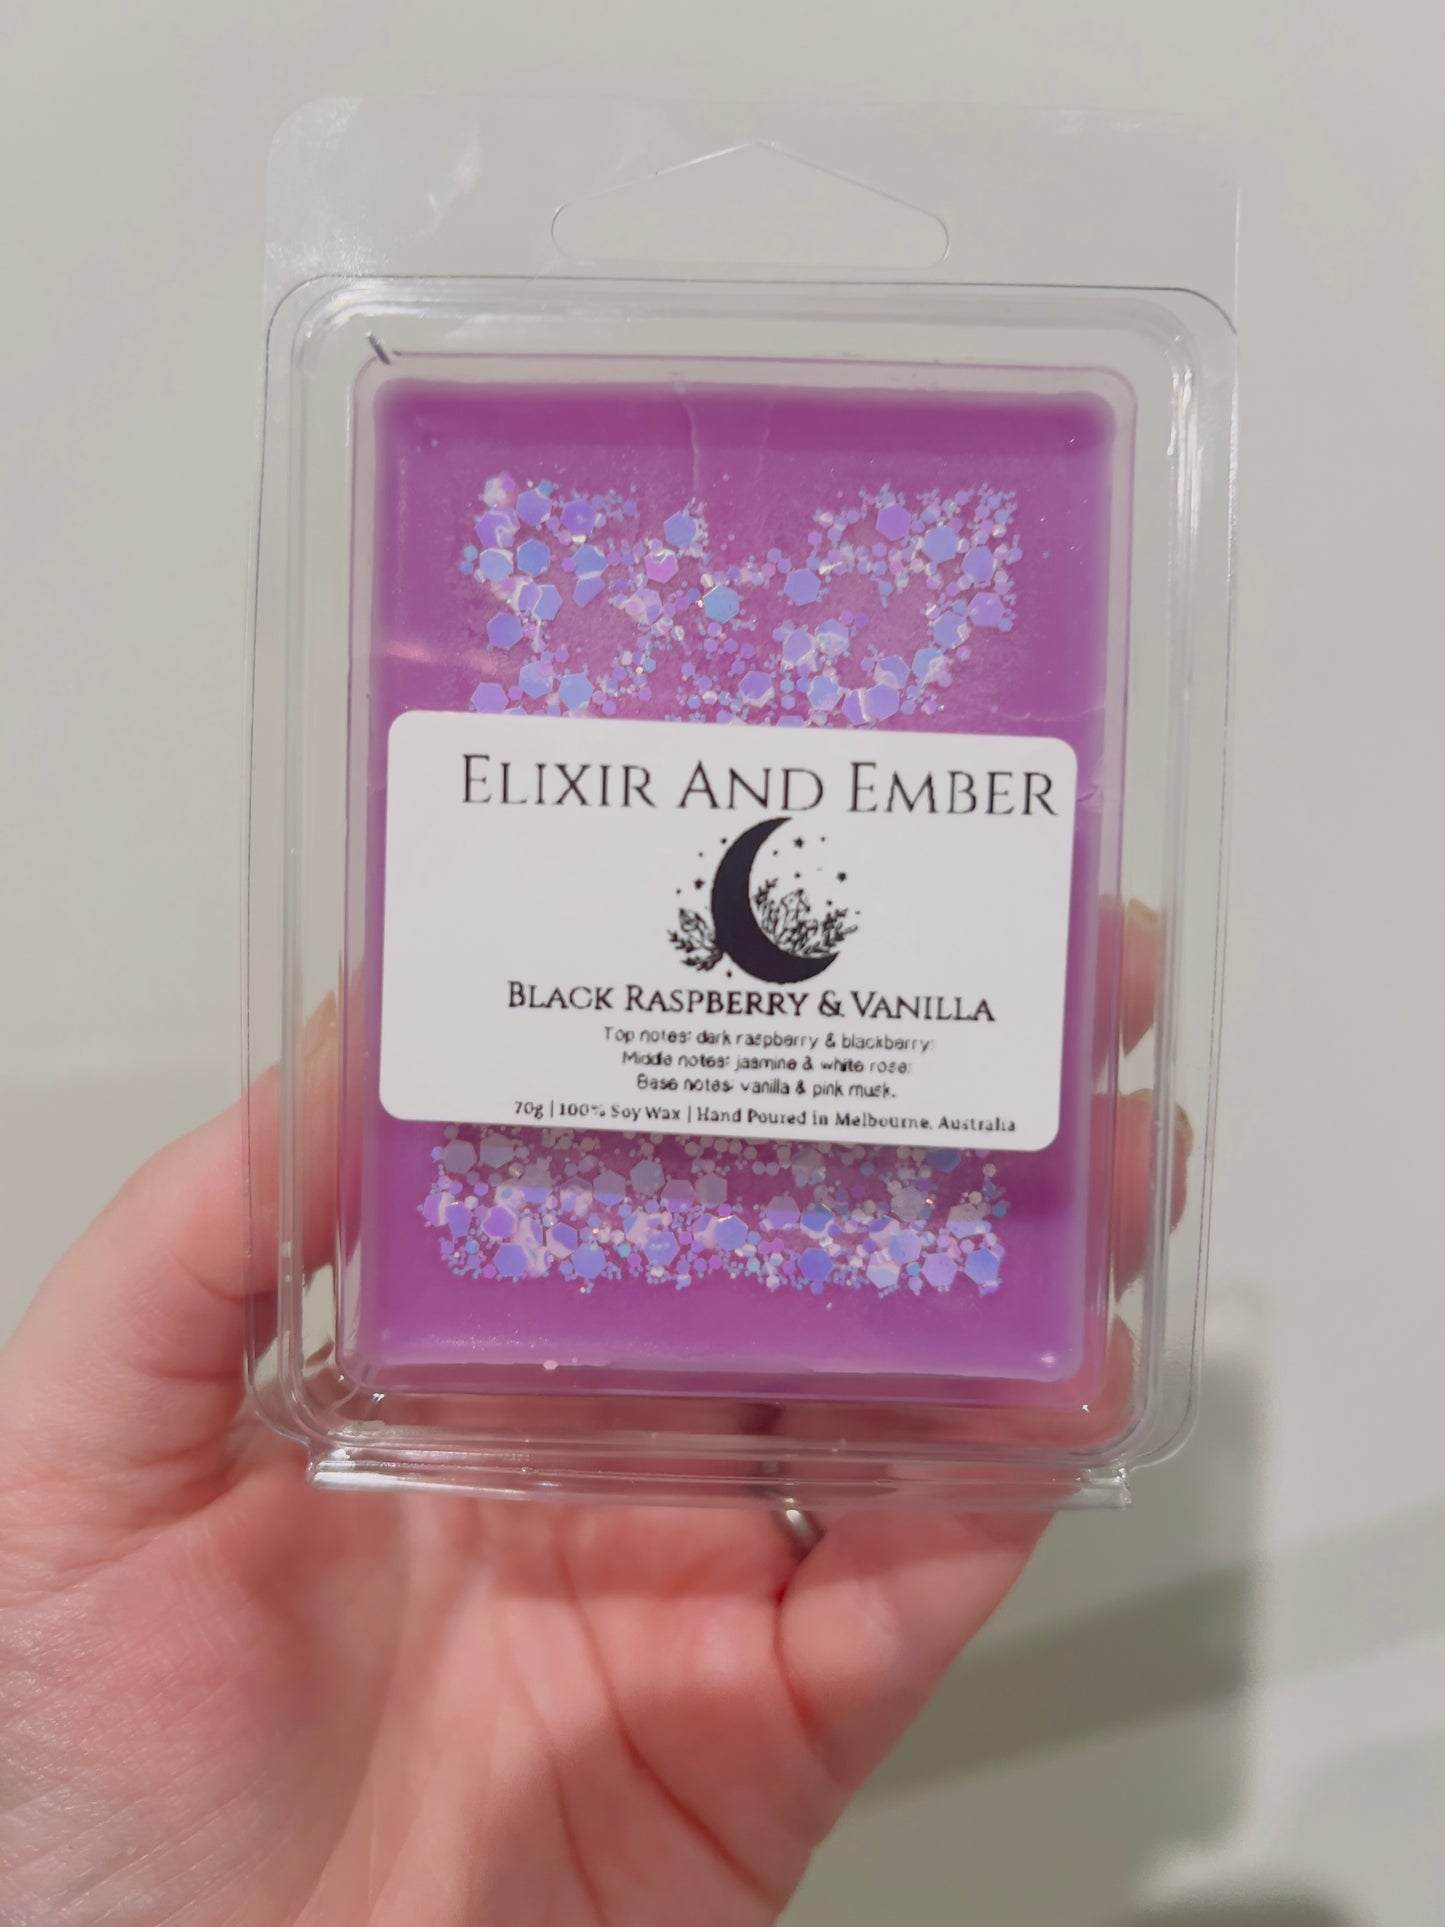 ELIXIR AND EMBER
BLACK RASPBERRY & VANILLA
Top notes: dark raspberry & blackberry;
Middle notes: jasmine & white rose;
Base notes: vanilla & pink musk.
70g | 100% Soy Wax | Hand Poured in Melbourne, Australia